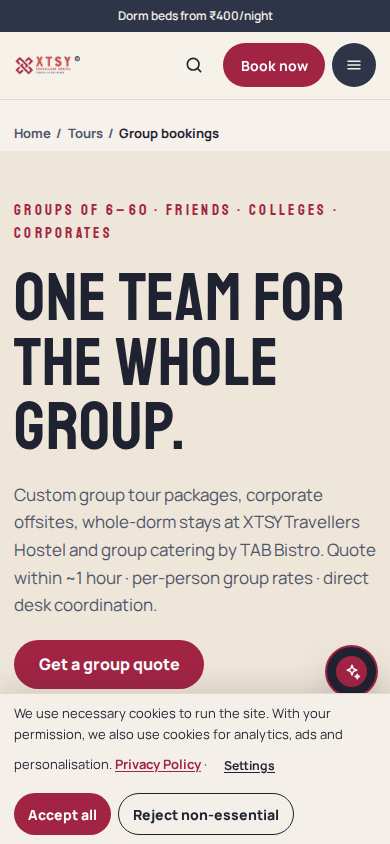 Dorm beds from ₹400/night
XTSY
Book now
Home / Tours / Group bookings
GROUPS OF 6–60 · FRIENDS · COLLEGES ·
CORPORATES
ONE TEAM FOR
THE WHOLE
GROUP.
Custom group tour packages, corporate
offsites, whole-dorm stays at XTSYTravellers
Hostel and group catering by TAB Bistro. Quote
within ~1 hour · per-person group rates · direct
desk coordination.
Get a group quote
We use necessary cookies to run the site. With your
permission, we also use cookies for analytics, ads and
personalisation. Privacy Policy · Settings
Accept all
Reject non-essential